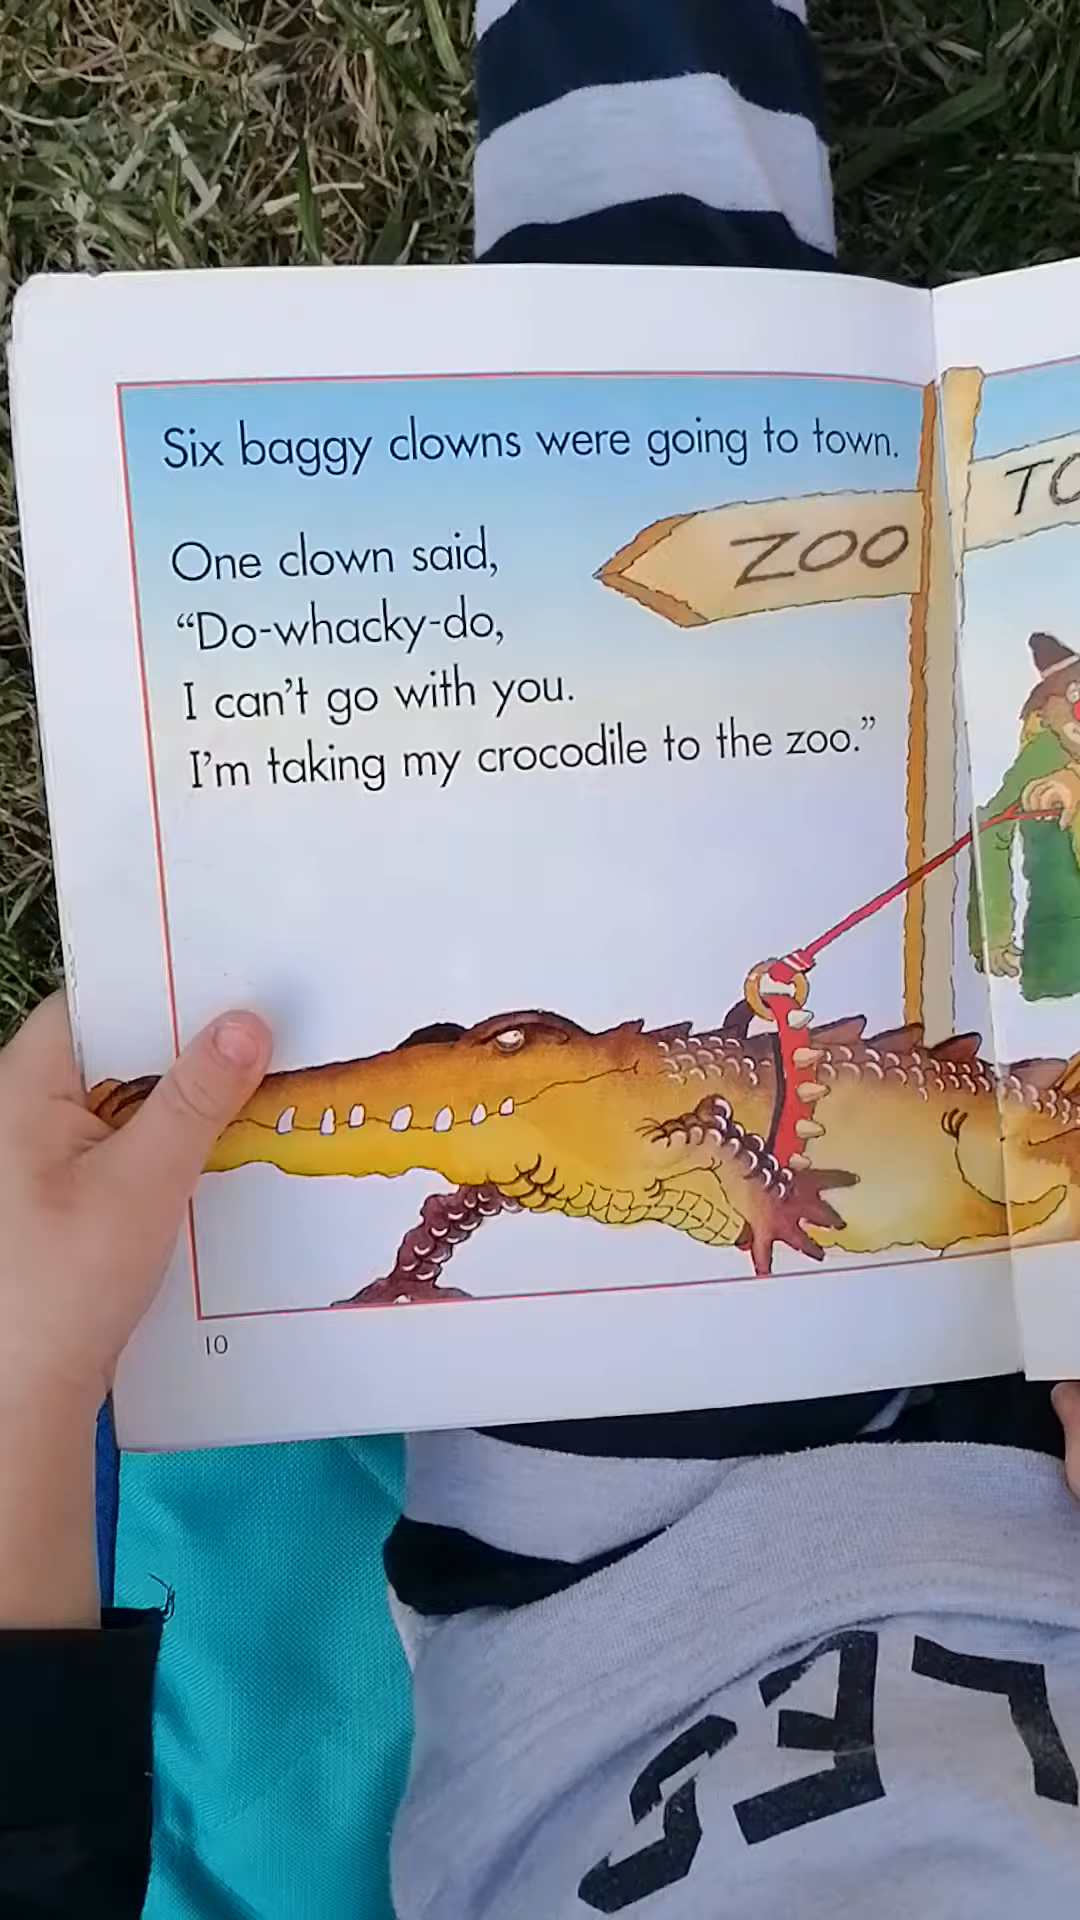 Six baggy clowns were going to town.
ZOO
One clown said,
“Do-whacky-do,
I can’t go with you.
I’m taking my crocodile to the zoo.”
10